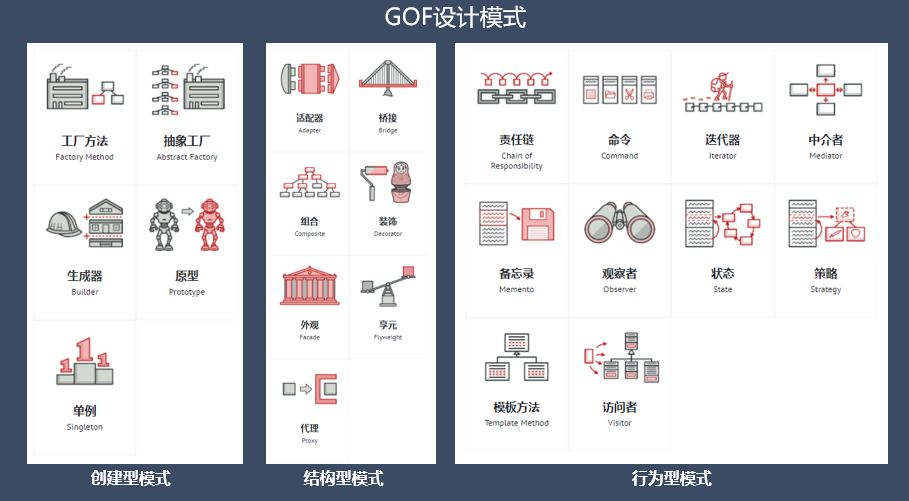 GOF设计模式
工厂方法
Factory Method
抽象工厂
Abstract Factory
生成器
Builder
原型
Prototype
1
1
1
单例
Singleton
创建型模式
适配器
Adapter
桥接
Bridge
组合
Composite
装饰
Decorator
外观
Facade
享元
Flyweight
代理
Proxy
结构型模式
责任链
Chain of
Responsibility
命令
Command
迭代器
Iterator
中介者
Mediator
备忘录
Memento
观察者
Observer
状态
State
策略
Strategy
模板方法
Template Method
访问者
Visitor
行为型模式